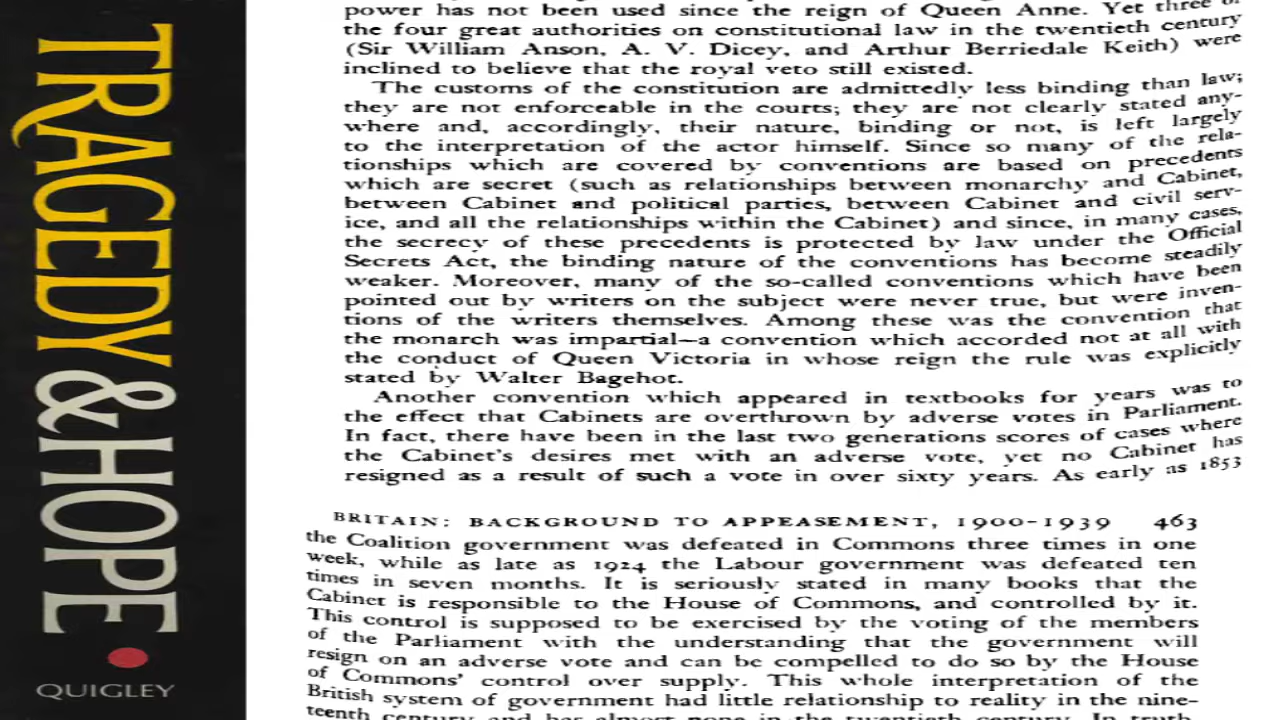 TRAGEDY & HOPE
QUIGLEY
power has not been used since the reign of Queen Anne. Yet three of
the four great authorities on constitutional law in the twentieth century
(Sir William Anson, A. V. Dicey, and Arthur Berriedale Keith) were
inclined to believe that the royal veto still existed.
The customs of the constitution are admittedly less binding than law;
they are not enforceable in the courts; they are not clearly stated any-
where and, accordingly, their nature, binding or not, is left largely
to the interpretation of the actor himself. Since so many of the rela-
tionships which are covered by conventions are based on precedents
which are secret (such as relationships between monarchy and Cabinet,
between Cabinet and political parties, between Cabinet and civil serv-
ice, and all the relationships within the Cabinet) and since, in many cases,
the secrecy of these precedents is protected by law under the Official
Secrets Act, the binding nature of the conventions has become steadily
weaker. Moreover, many of the so-called conventions which have been
pointed out by writers on the subject were never true, but were inven-
tions of the writers themselves. Among these was the convention that
the monarch was impartial—a convention which accorded not at all with
the conduct of Queen Victoria in whose reign the rule was explicitly
stated by Walter Bagehot.
Another convention which appeared in textbooks for years was to
the effect that Cabinets are overthrown by adverse votes in Parliament.
In fact, there have been in the last two generations scores of cases where
the Cabinet's desires met with an adverse vote, yet no Cabinet has
resigned as a result of such a vote in over sixty years. As early as 1853
BRITAIN: BACKGROUND TO APPEASEMENT, 1900-1939 463
the Coalition government was defeated in Commons three times in one
week, while as late as 1924 the Labour government was defeated ten
times in seven months. It is seriously stated in many books that the
Cabinet is responsible to the House of Commons, and controlled by it.
This control is supposed to be exercised by the voting of the members
of the Parliament with the understanding that the government will
resign on an adverse vote and can be compelled to do so by the House
of Commons' control over supply. This whole interpretation of the
British system of government had little relationship to reality in the nine-
teenth century and has almost none in the twentieth century. In truth